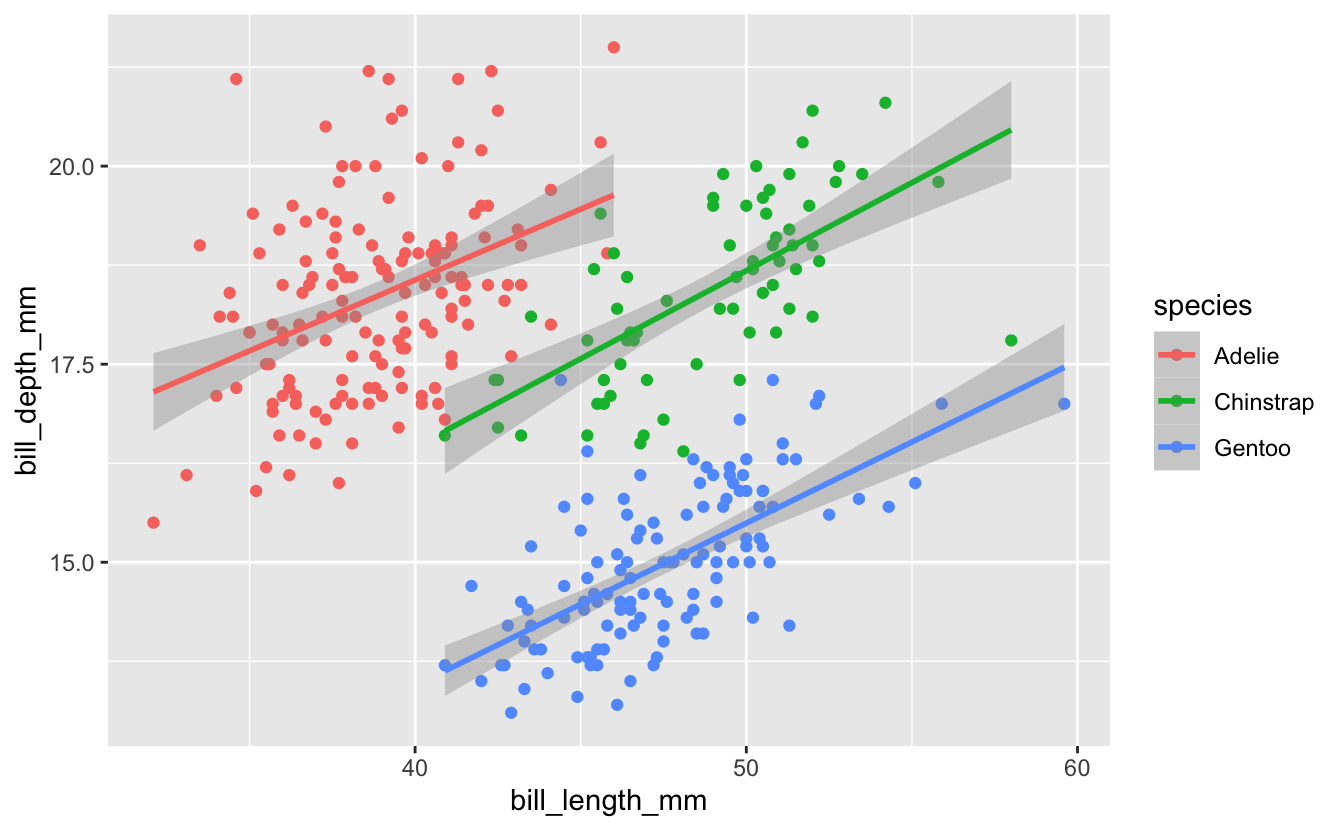 20.0
17.5
15.0
bill_depth_mm
40
50
60
bill_length_mm
species
Adelie
Chinstrap
Gentoo